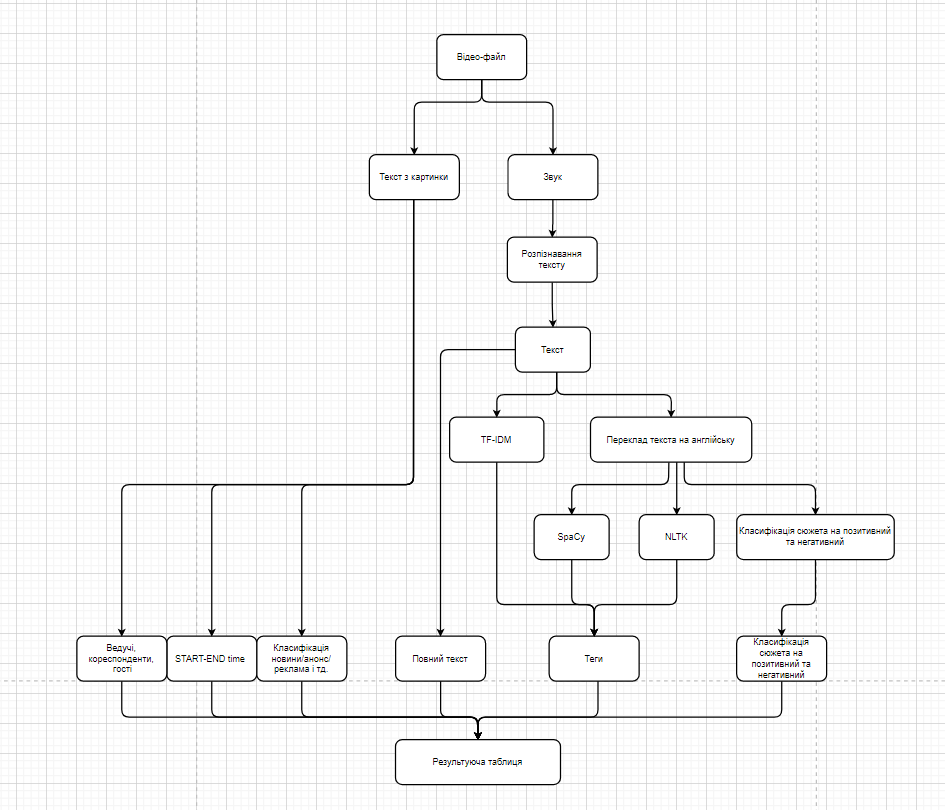 Відео-файл
Текст з картинки
Звук
Розпізнавання
тексту
Текст
TF-IDM
Переклад текста на англійську
SpaCy
NLTK
Класифікація сюжета на позитивний
та негативний
Ведучі,
кореспонденти,
гості
START-END time
Класифікація
новини/анонс/
реклама і тд.
Повний текст
Теги
Класифікація
сюжета на
позитивний та
негативний
Результуюча таблиця